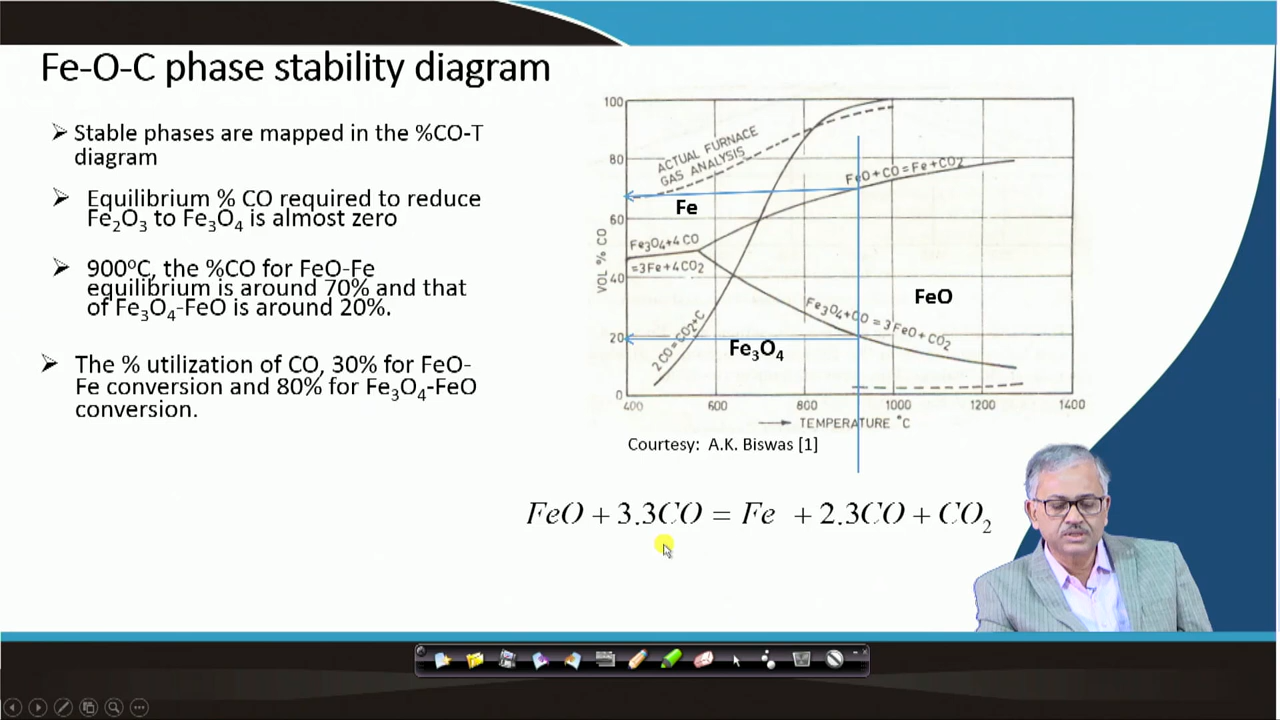 Fe-O-C phase stability diagram
➢ Stable phases are mapped in the %CO-T
diagram
➢ Equilibrium % CO required to reduce
Fe₂O₃ to Fe₃O₄ is almost zero
➢ 900⁰C, the %CO for FeO-Fe
equilibrium is around 70% and that
of Fe₃O₄-FeO is around 20%.
➢ The % utilization of CO, 30% for FeO-
Fe conversion and 80% for Fe₃O₄-FeO
conversion.
100
80
60
40
20
0
VOL % CO
ACTUAL FURNACE
GAS ANALYSIS
FeO+CO=Fe+CO₂
Fe
Fe₃O₄+4CO
=3Fe+4CO₂
FeO
Fe₃O₄+CO=3FeO+CO₂
2CO=CO₂+C
Fe₃O₄
400 600 800 1000 1200 1400
TEMPERATURE °C
Courtesy: A.K. Biswas [1]
FeO + 3.3CO = Fe + 2.3CO + CO₂